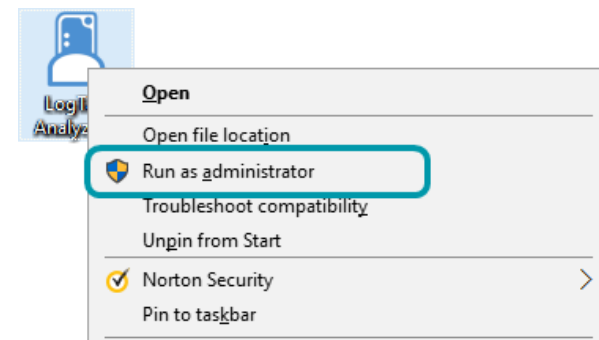 Open
Open file location
Run as administrator
Troubleshoot compatibility
Unpin from Start
Norton Security
Pin to taskbar